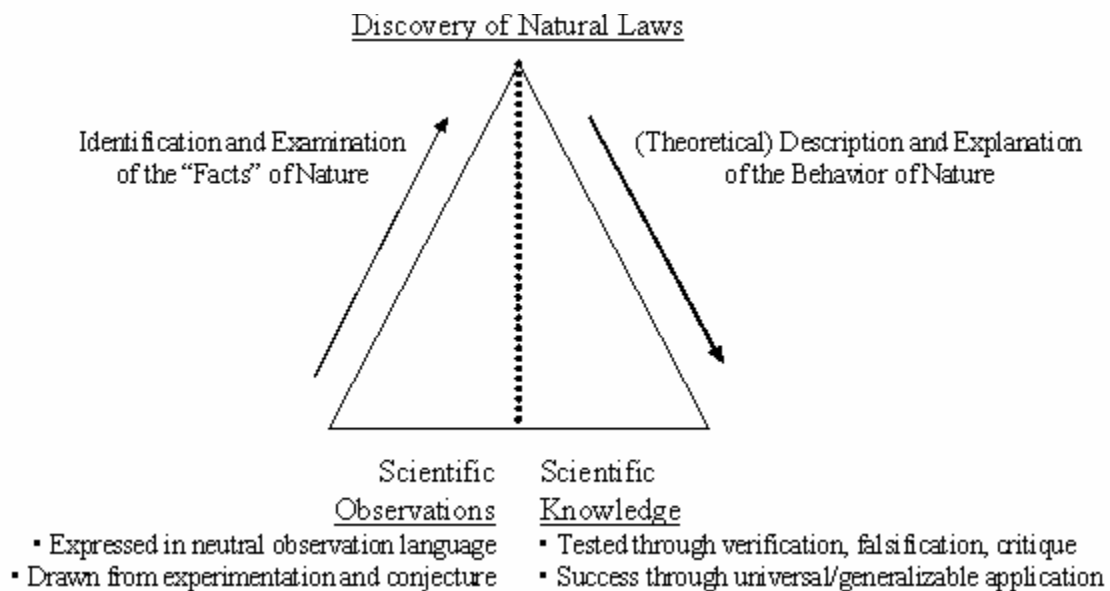 Discovery of Natural Laws
Identification and Examination
of the “Facts” of Nature
(Theoretical) Description and Explanation
of the Behavior of Nature
Scientific
Observations
▪ Expressed in neutral observation language
▪ Drawn from experimentation and conjecture
Scientific
Knowledge
▪ Tested through verification, falsification, critique
▪ Success through universal/generalizable application